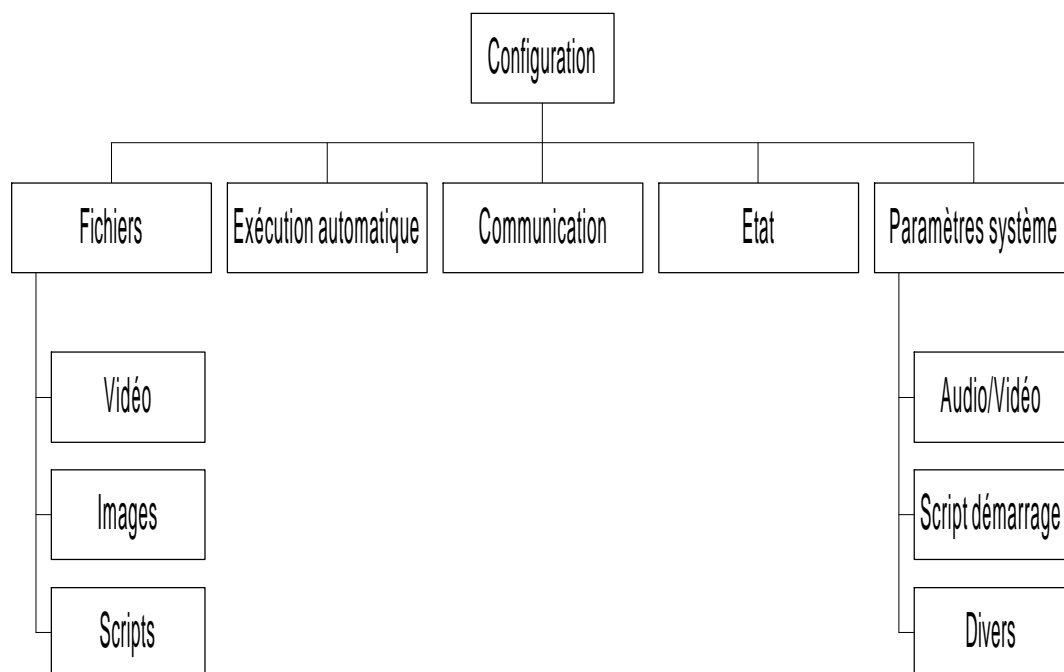 Configuration
Fichiers
Exécution automatique
Communication
Etat
Paramètres système
Vidéo
Images
Scripts
Audio/Vidéo
Script démarrage
Divers